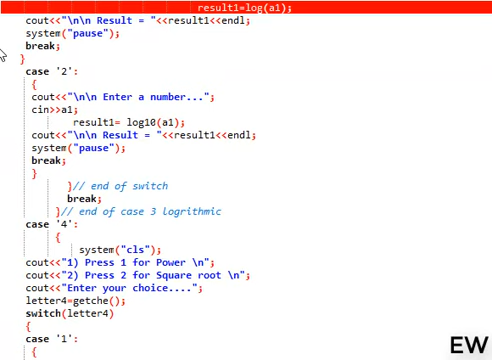 result1=log(a1);
cout<<"\n\n Result = "<<result1<<endl;
system("pause");
break;
}
case '2':
{
cout<<"\n\n Enter a number...";
cin>>a1;
result1= log10(a1);
cout<<"\n\n Result = "<<result1<<endl;
system("pause");
break;
}
}// end of switch
break;
}// end of case 3 logrithmic
case '4':
{
system("cls");
cout<<"1) Press 1 for Power \n";
cout<<"2) Press 2 for Square root \n";
cout<<"Enter your choice....";
letter4=getche();
switch(letter4)
{
case '1':
{
EW